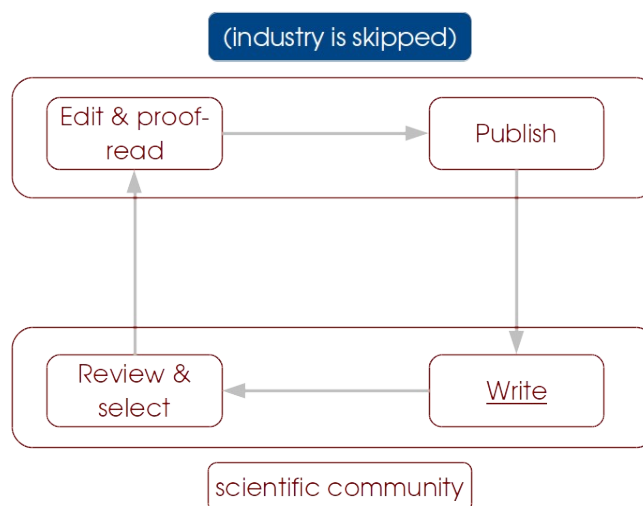 (industry is skipped)
Edit & proof-
read
Publish
Review &
select
Write
scientific community